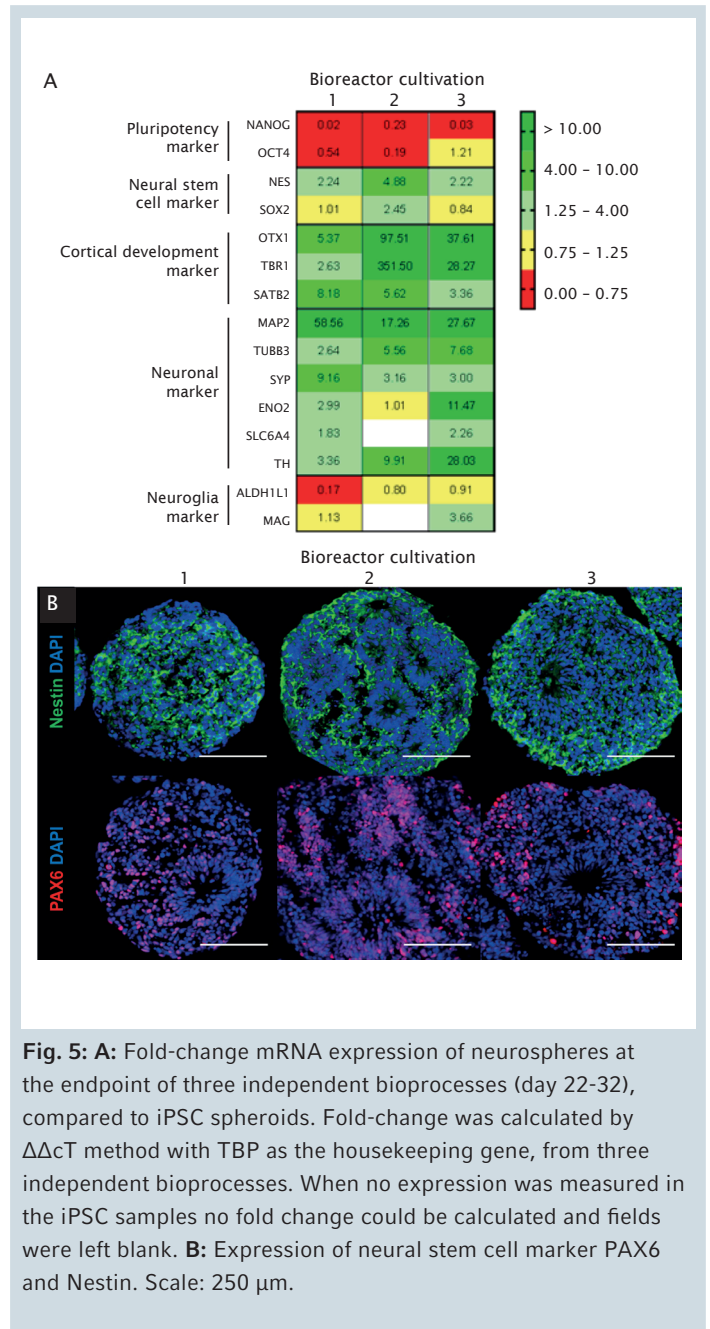 A
Bioreactor cultivation
1 2 3
Pluripotency marker
NANOG 0.02 0.23 0.03
OCT4 0.54 0.19 1.21
Neural stem cell marker
NES 2.24 4.88 2.22
SOX2 1.01 2.45 0.84
Cortical development marker
OTX1 5.37 97.51 37.61
TBR1 2.63 351.50 28.27
SATB2 8.18 5.62 3.36
Neuronal marker
MAP2 58.56 17.26 27.67
TUBB3 2.64 5.56 7.68
SYP 9.16 3.16 3.00
ENO2 2.99 1.01 11.47
SLC6A4 1.83 2.26
TH 3.36 9.91 28.03
Neuroglia marker
ALDH1L1 0.17 0.80 0.91
MAG 1.13 3.66
> 10.00
4.00 – 10.00
1.25 – 4.00
0.75 – 1.25
0.00 – 0.75
Bioreactor cultivation
1 2 3
B
Nestin DAPI
PAX6 DAPI
Fig. 5: A: Fold-change mRNA expression of neurospheres at
the endpoint of three independent bioprocesses (day 22-32),
compared to iPSC spheroids. Fold-change was calculated by
ΔΔcT method with TBP as the housekeeping gene, from three
independent bioprocesses. When no expression was measured in
the iPSC samples no fold change could be calculated and fields
were left blank. B: Expression of neural stem cell marker PAX6
and Nestin. Scale: 250 µm.